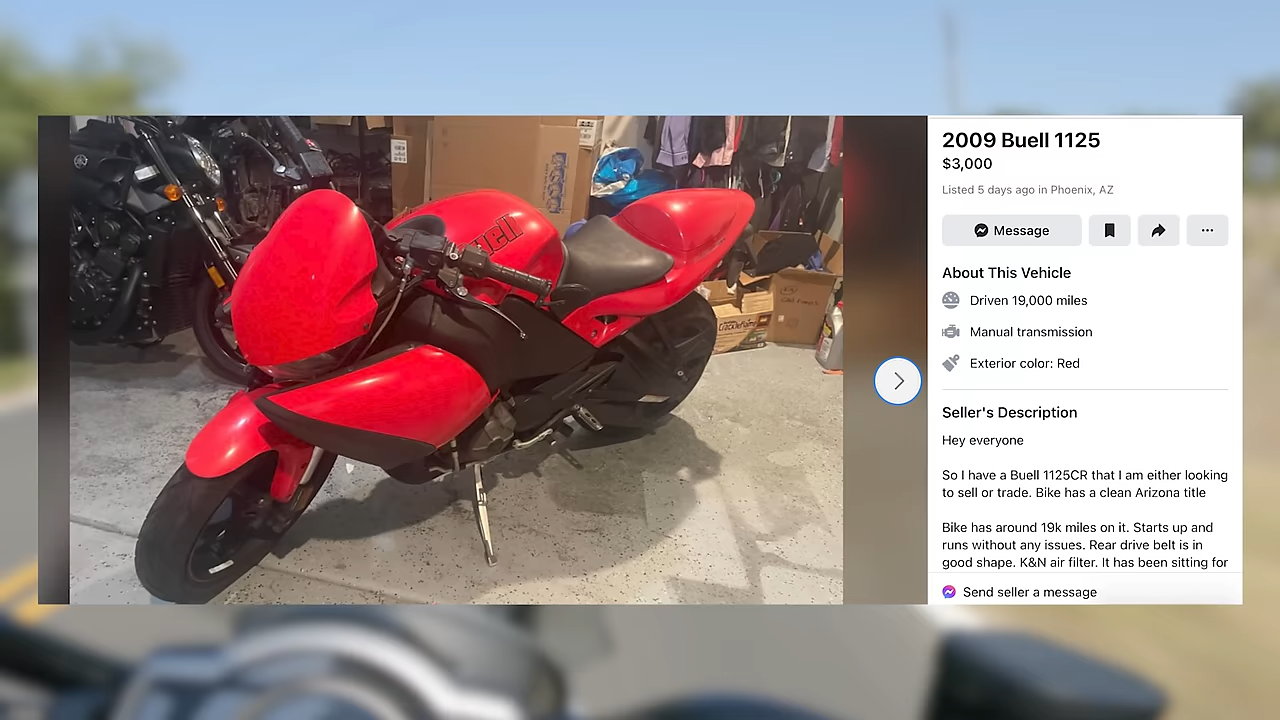 2009 Buell 1125
$3,000
Listed 5 days ago in Phoenix, AZ
Message
About This Vehicle
Driven 19,000 miles
Manual transmission
Exterior color: Red
Seller's Description
Hey everyone
So I have a Buell 1125CR that I am either looking
to sell or trade. Bike has a clean Arizona title
Bike has around 19k miles on it. Starts up and
runs without any issues. Rear drive belt is in
good shape. K&N air filter. It has been sitting for
Send seller a message
uell